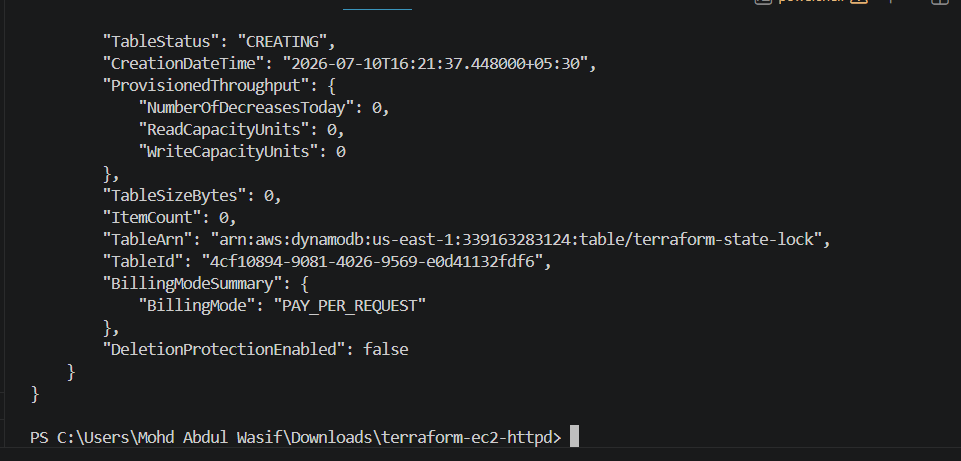 powershell
"TableStatus": "CREATING",
"CreationDateTime": "2026-07-10T16:21:37.448000+05:30",
"ProvisionedThroughput": {
"NumberOfDecreasesToday": 0,
"ReadCapacityUnits": 0,
"WriteCapacityUnits": 0
},
"TableSizeBytes": 0,
"ItemCount": 0,
"TableArn": "arn:aws:dynamodb:us-east-1:339163283124:table/terraform-state-lock",
"TableId": "4cf10894-9081-4026-9569-e0d41132fdf6",
"BillingModeSummary": {
"BillingMode": "PAY_PER_REQUEST"
},
"DeletionProtectionEnabled": false
}
}
PS C:\Users\Mohd Abdul Wasif\Downloads\terraform-ec2-httpd>